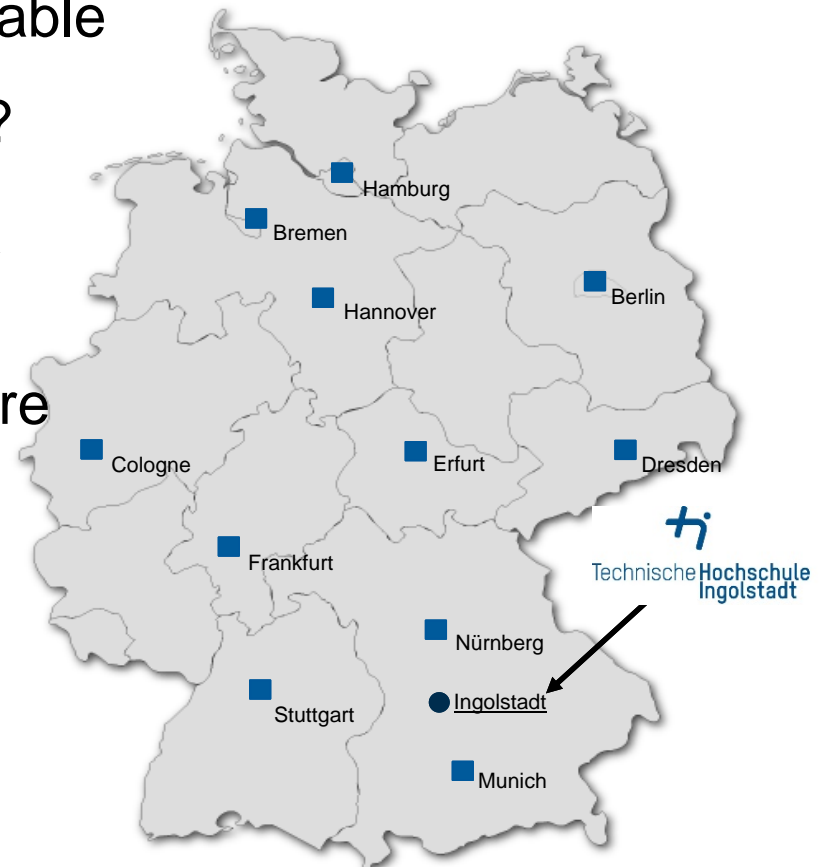 able
?
Hamburg
Bremen
Berlin
Hannover
re
Cologne
Erfurt
Dresden
Technische Hochschule
Ingolstadt
Frankfurt
Nürnberg
Ingolstadt
Stuttgart
Munich